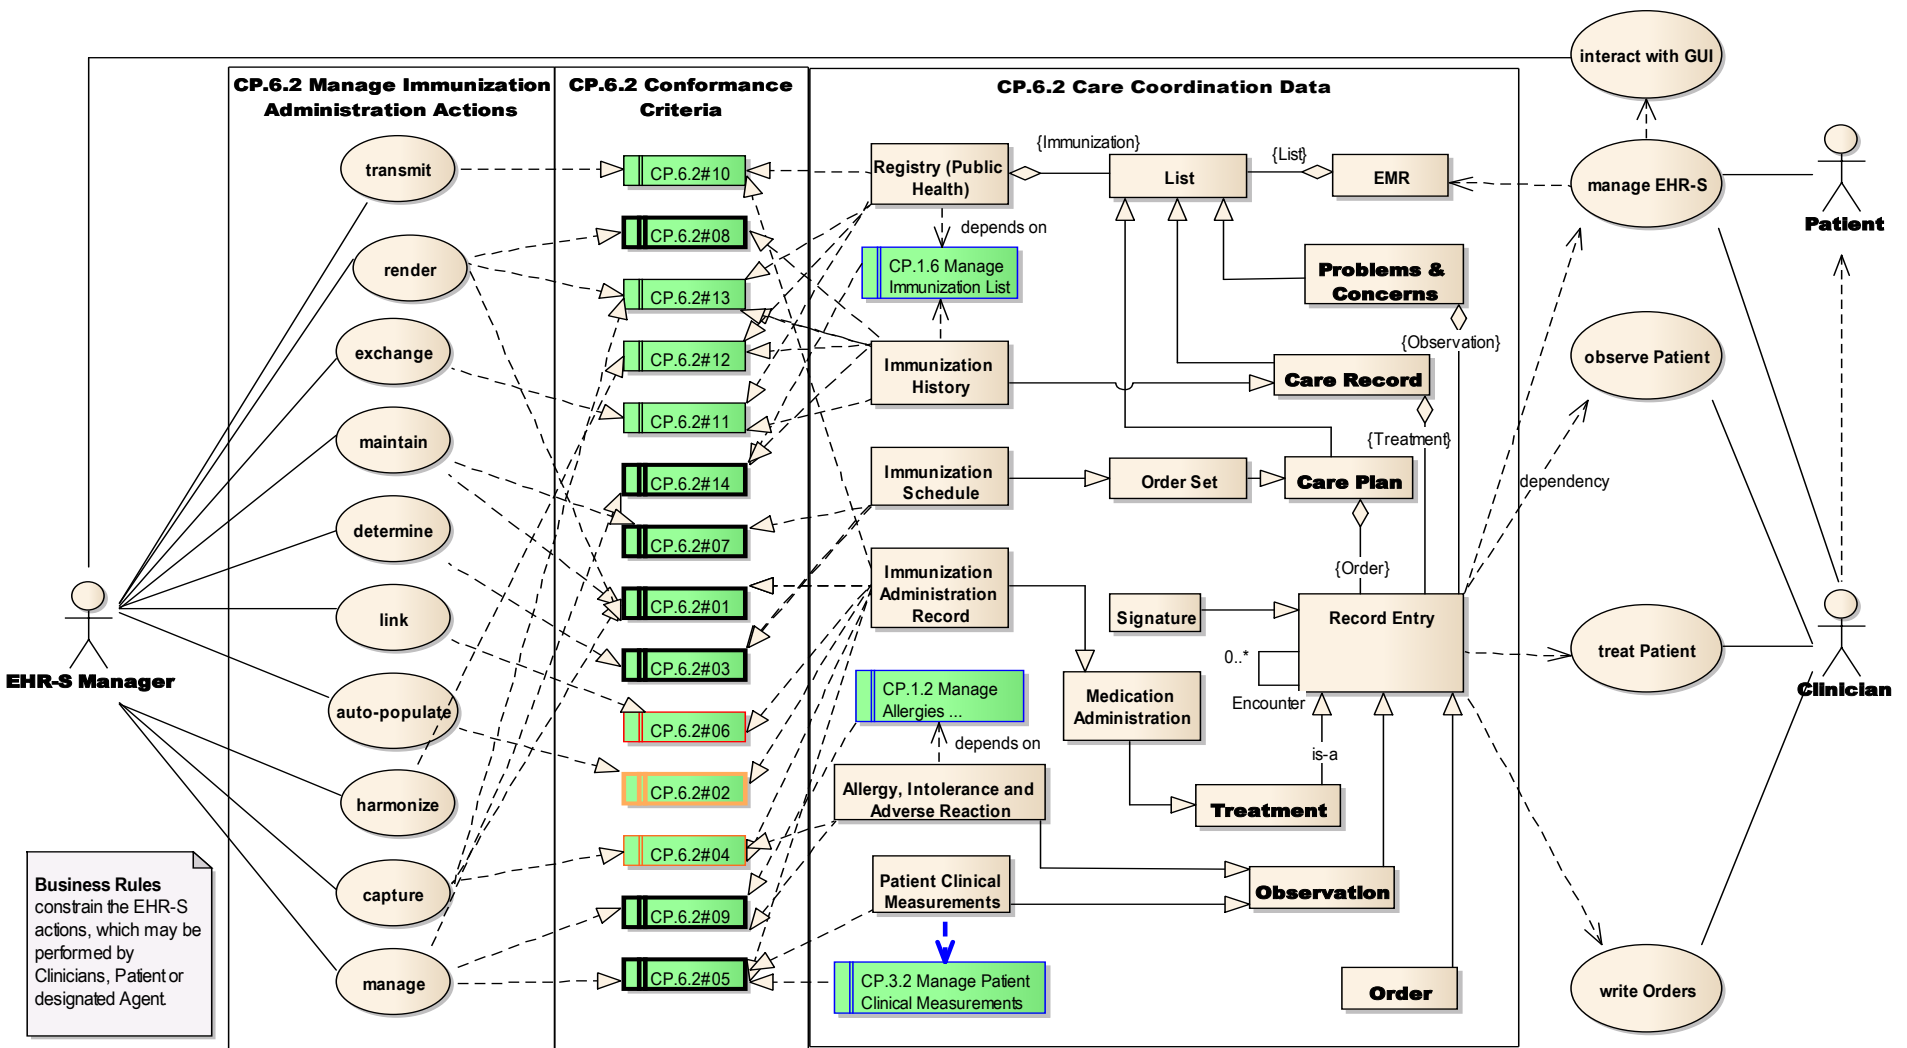 interact with GUI
CP.6.2 Manage Immunization
Administration Actions
CP.6.2 Conformance
Criteria
CP.6.2 Care Coordination Data
transmit
render
exchange
maintain
determine
link
auto-populate
harmonize
capture
manage
EHR-S Manager
Business Rules
constrain the EHR-S
actions, which may be
performed by
Clinicians, Patient or
designated Agent.
CP.6.2#10
CP.6.2#08
CP.6.2#13
CP.6.2#12
CP.6.2#11
CP.6.2#14
CP.6.2#07
CP.6.2#01
CP.6.2#03
CP.6.2#06
CP.6.2#02
CP.6.2#04
CP.6.2#09
CP.6.2#05
Registry (Public
Health)
{Immunization}
List
{List}
EMR
depends on
CP.1.6 Manage
Immunization List
Problems &
Concerns
{Observation}
Immunization
History
Care Record
{Treatment}
Immunization
Schedule
Order Set
Care Plan
{Order}
Immunization
Administration
Record
Signature
Record Entry
0..*
Encounter
CP.1.2 Manage
Allergies ...
depends on
Medication
Administration
is-a
Allergy, Intolerance and
Adverse Reaction
Treatment
Patient Clinical
Measurements
Observation
CP.3.2 Manage Patient
Clinical Measurements
Order
manage EHR-S
Patient
observe Patient
dependency
treat Patient
Clinician
write Orders